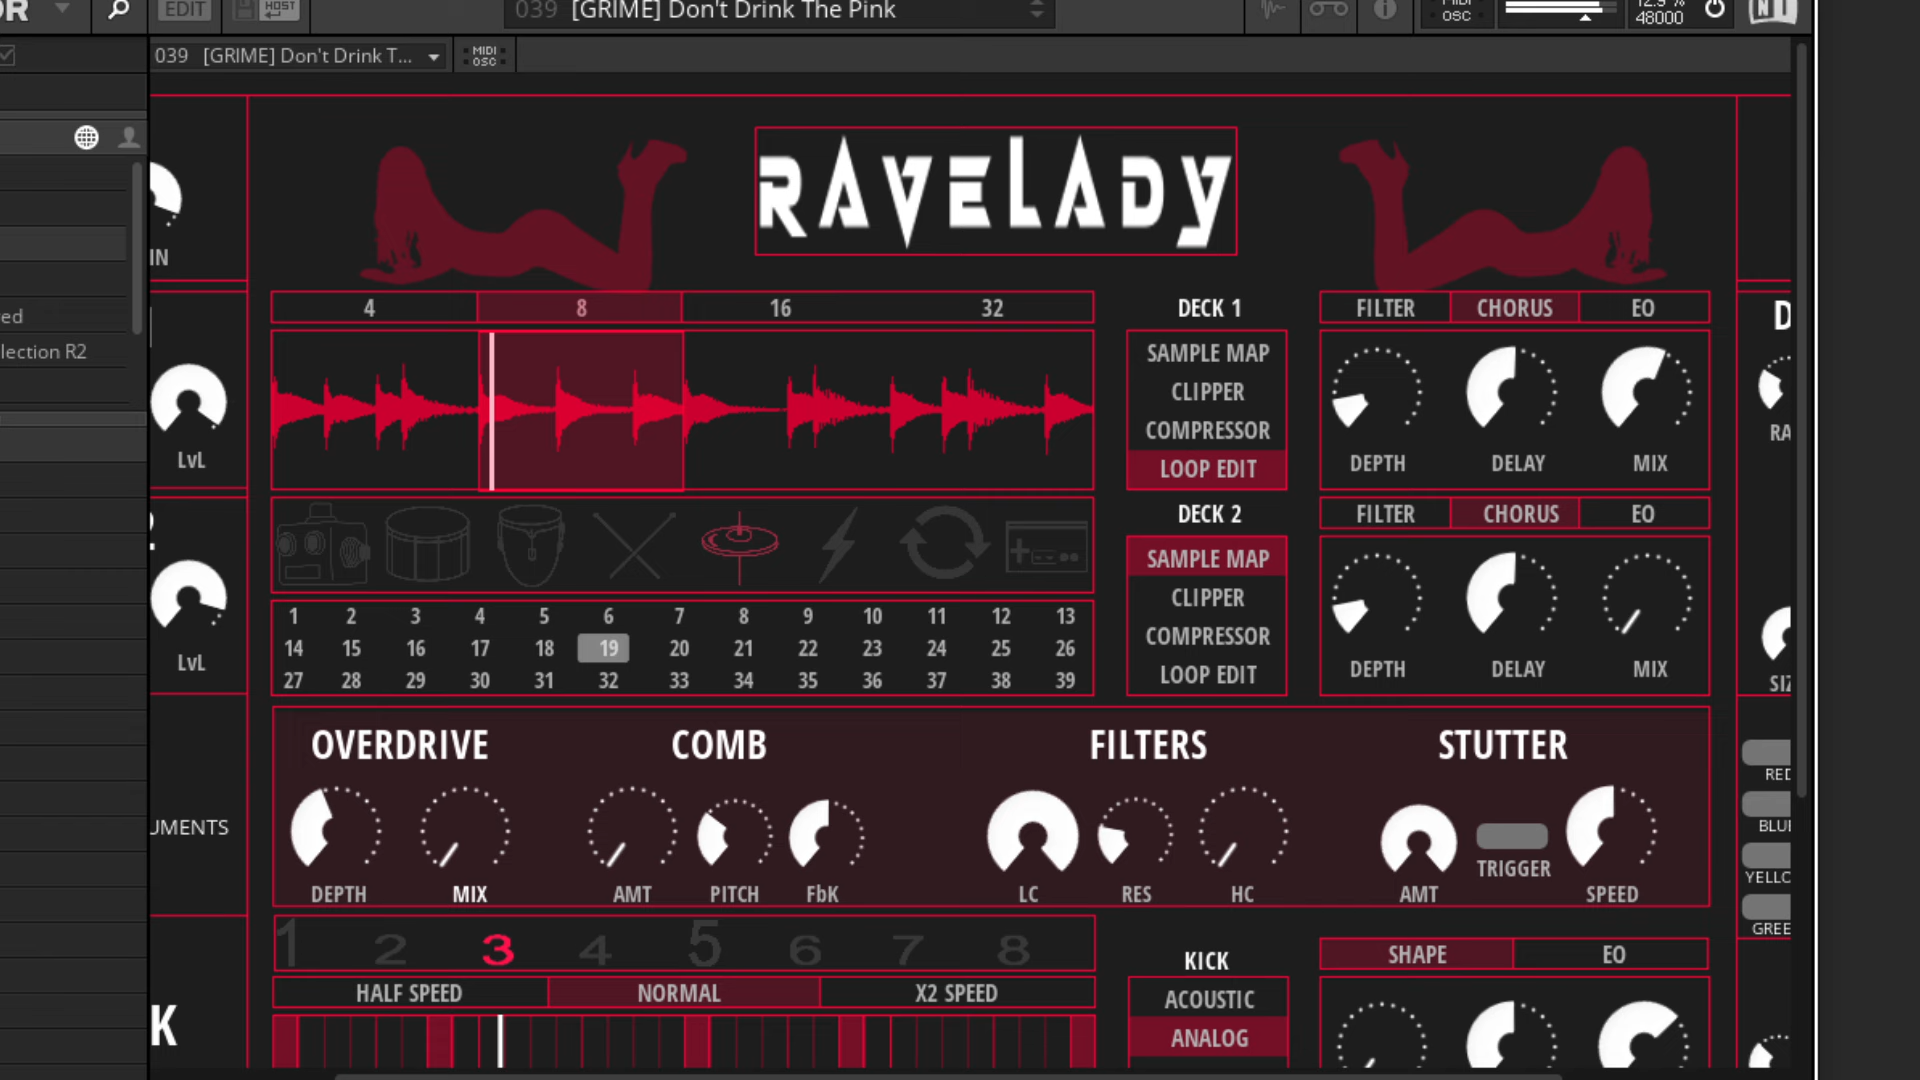 OR
EDIT
HOST
039 [GRIME] Don't Drink The Pink
MIDI
OSC
12.9 %
48000
NI
039 [GRIME] Don't Drink T...
MIDI
OSC
RAVELADY
IN
ed
lection R2
4 8 16 32
DECK 1
FILTER CHORUS EQ
SAMPLE MAP
CLIPPER
COMPRESSOR
LOOP EDIT
DEPTH DELAY MIX
LvL
RA
DECK 2
FILTER CHORUS EQ
SAMPLE MAP
CLIPPER
COMPRESSOR
LOOP EDIT
DEPTH DELAY MIX
LvL
SIZ
1 2 3 4 5 6 7 8 9 10 11 12 13
14 15 16 17 18 19 20 21 22 23 24 25 26
27 28 29 30 31 32 33 34 35 36 37 38 39
OVERDRIVE COMB FILTERS STUTTER
TRIGGER
DEPTH MIX AMT PITCH FbK LC RES HC AMT SPEED
UMENTS
RED
BLUE
YELLO
GREE
1 2 3 4 5 6 7 8
HALF SPEED NORMAL X2 SPEED
KICK
ACOUSTIC
ANALOG
SHAPE EQ
K